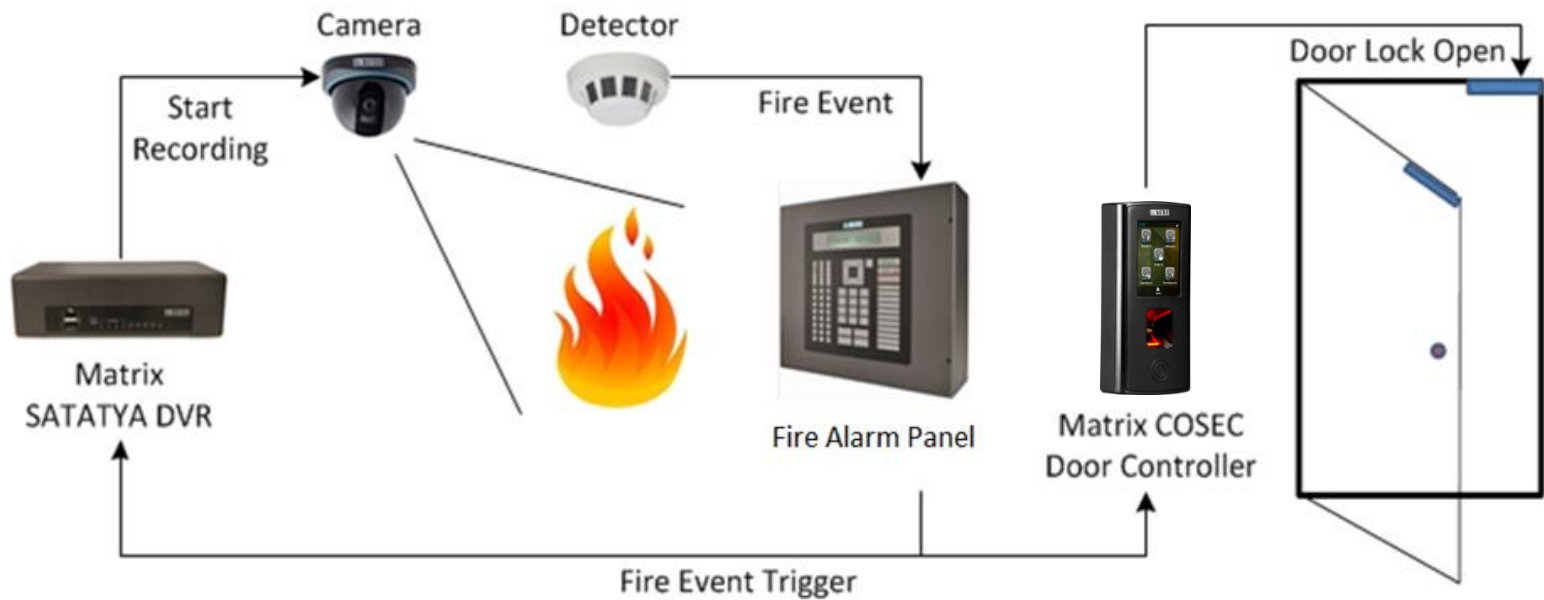 Camera
Detector
Door Lock Open
Start
Recording
Fire Event
Matrix
SATATYA DVR
Fire Alarm Panel
Matrix COSEC
Door Controller
Fire Event Trigger